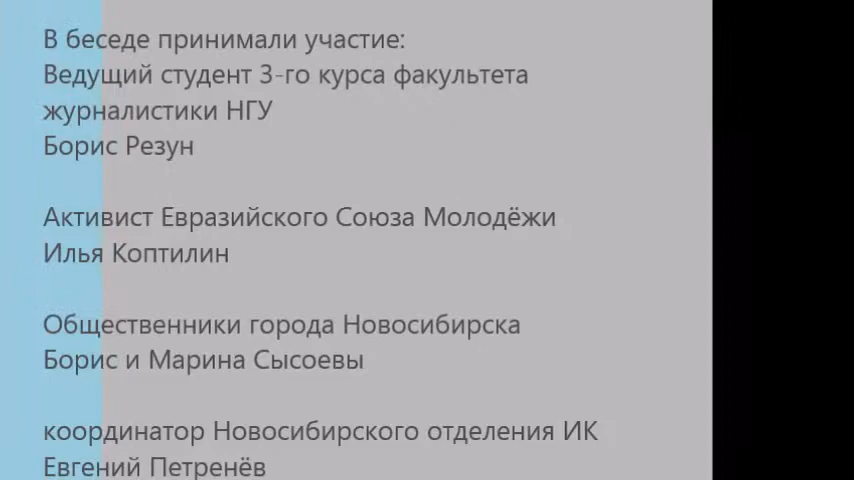 В беседе принимали участие:
Ведущий студент 3-го курса факультета
журналистики НГУ
Борис Резун
Активист Евразийского Союза Молодёжи
Илья Коптилин
Общественники города Новосибирска
Борис и Марина Сысоевы
координатор Новосибирского отделения ИК
Евгений Петренёв